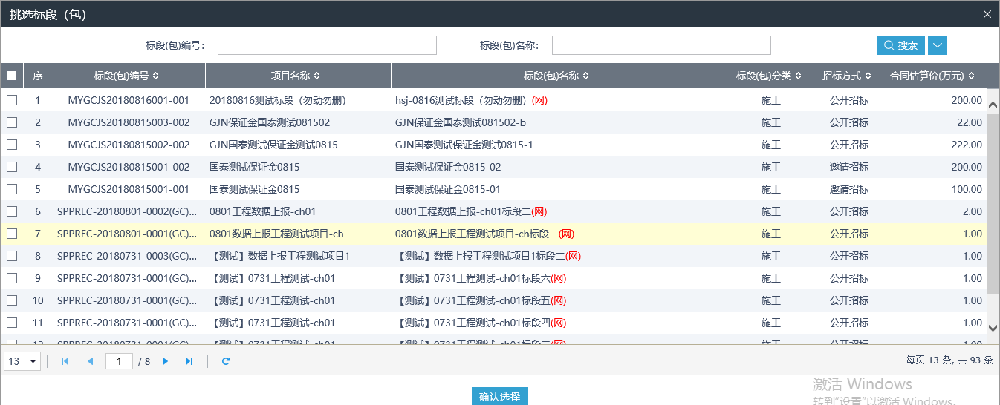 挑选标段（包）
标段(包)编号： 标段(包)名称： 搜索
序 标段(包)编号 项目名称 标段(包)名称 标段(包)分类 招标方式 合同估算价(万元)
1 MYGCJS20180816001-001 20180816测试标段（勿动勿删） hsj-0816测试标段（勿动勿删）(网) 施工 公开招标 200.00
2 MYGCJS20180815003-002 GJN保证金国泰测试081502 GJN保证金国泰测试081502-b 施工 公开招标 22.00
3 MYGCJS20180815002-002 GJN国泰测试保证金测试0815 GJN国泰测试保证金测试0815-1 施工 公开招标 222.00
4 MYGCJS20180815001-002 国泰测试保证金0815 国泰测试保证金0815-02 施工 邀请招标 200.00
5 MYGCJS20180815001-001 国泰测试保证金0815 国泰测试保证金0815-01 施工 邀请招标 100.00
6 SPPREC-20180801-0002(GC)... 0801工程数据上报-ch01 0801工程数据上报-ch01标段二(网) 施工 公开招标 2.00
7 SPPREC-20180801-0001(GC)... 0801数据上报工程测试项目-ch 0801数据上报工程测试项目-ch标段二(网) 施工 公开招标 1.00
8 SPPREC-20180731-0003(GC)... 【测试】数据上报工程测试项目1 【测试】数据上报工程测试项目1标段二(网) 施工 公开招标 1.00
9 SPPREC-20180731-0001(GC)... 【测试】0731工程测试-ch01 【测试】0731工程测试-ch01标段六(网) 施工 公开招标 1.00
10 SPPREC-20180731-0001(GC)... 【测试】0731工程测试-ch01 【测试】0731工程测试-ch01标段五(网) 施工 公开招标 1.00
11 SPPREC-20180731-0001(GC)... 【测试】0731工程测试-ch01 【测试】0731工程测试-ch01标段四(网) 施工 公开招标 1.00
13 1 / 8 每页 13 条, 共 93 条
确认选择
激活 Windows
转到"设置"以激活 Windows。